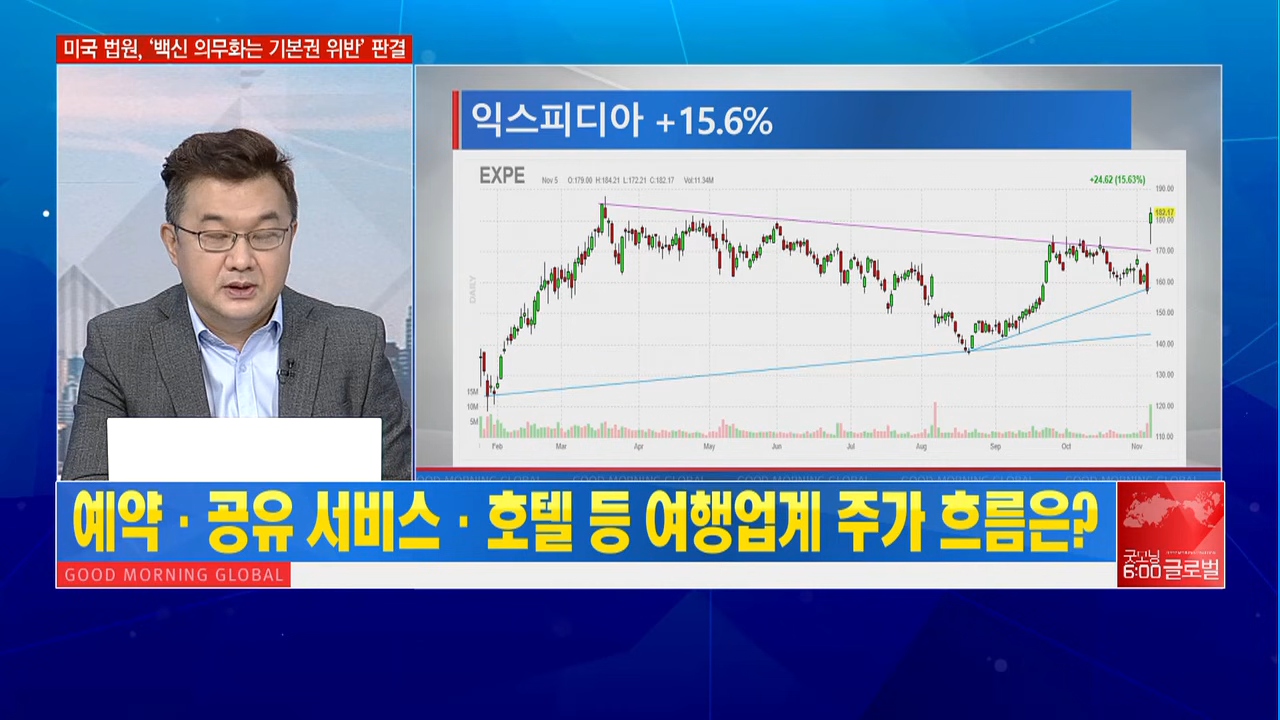 미국 법원, '백신 의무화는 기본권 위반' 판결
익스피디아 +15.6%
EXPE Nov 5 O:179.00 H:184.21 L:172.21 C:182.17 Vol:11.34M +24.62 (15.63%)
190.00
182.17
180.00
170.00
160.00
150.00
140.00
130.00
120.00
110.00
DAILY
15M
10M
5M
Feb Mar Apr May Jun Jul Aug Sep Oct Nov
예약·공유 서비스·호텔 등 여행업계 주가 흐름은?
GOOD MORNING GLOBAL
굿모닝
6:00 글로벌